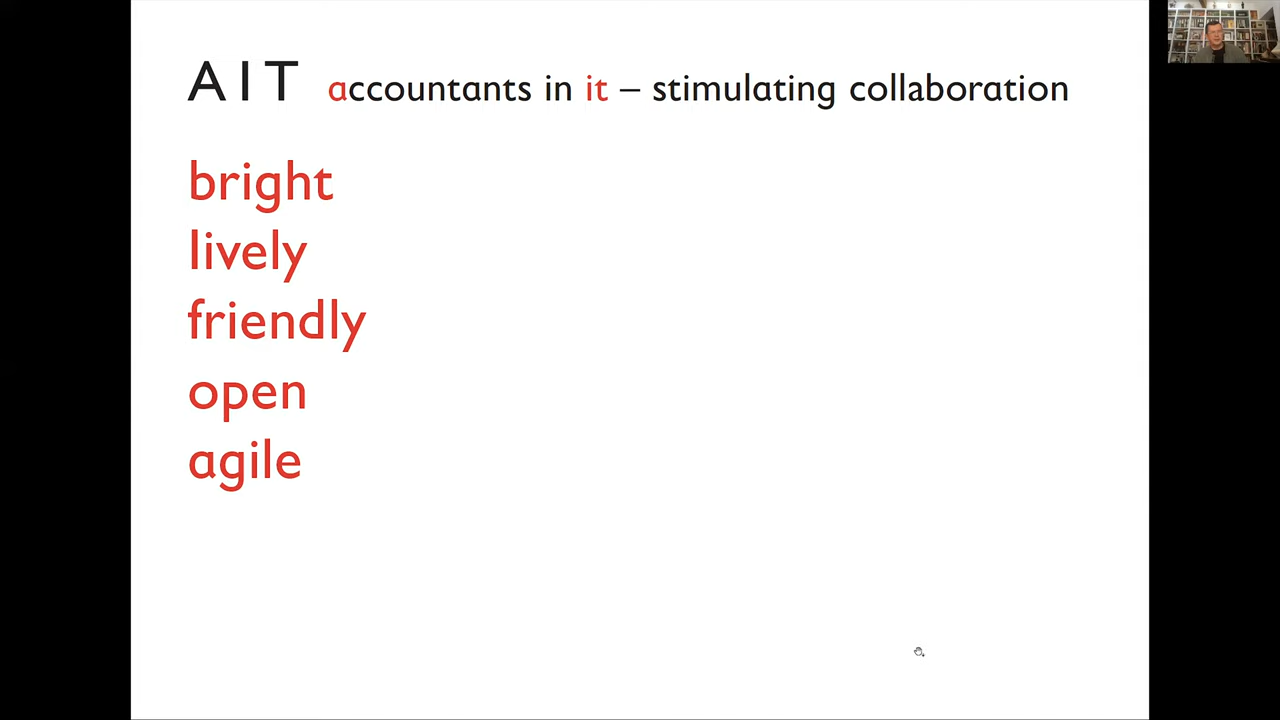 AIT accountants in it – stimulating collaboration
bright
lively
friendly
open
agile